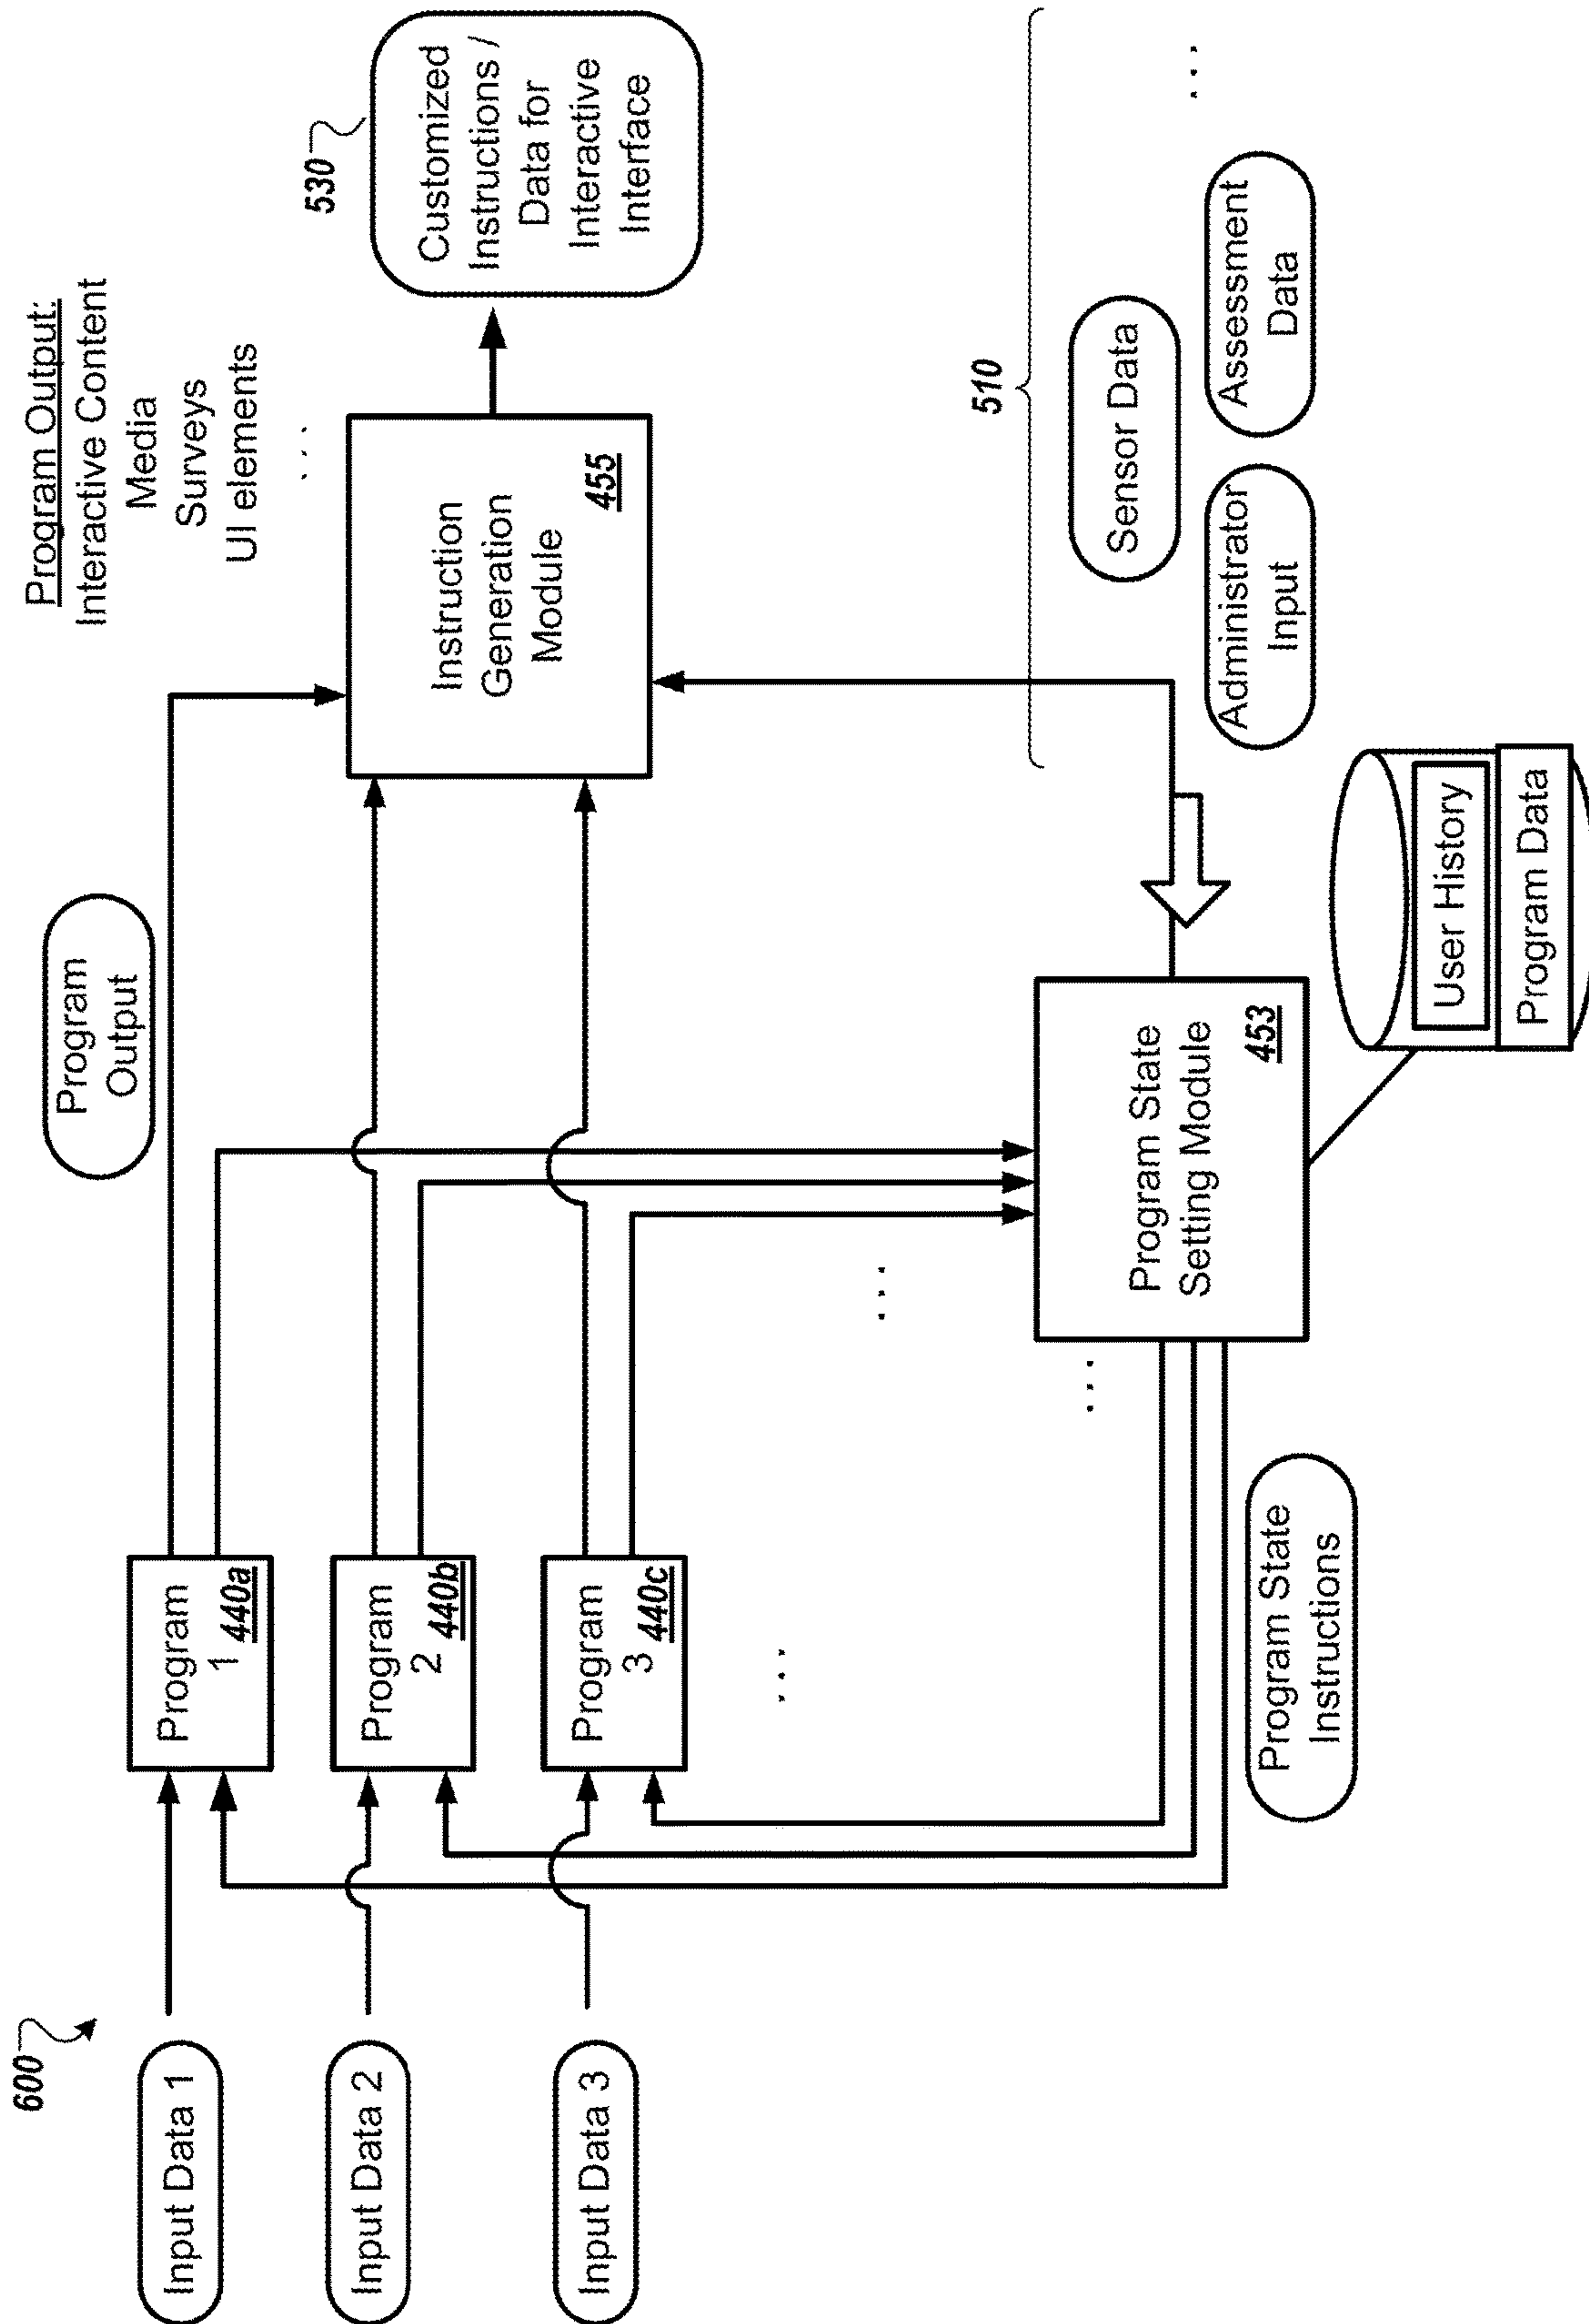 600
Input Data 1
Input Data 2
Input Data 3
Program
1
440a
Program
2
440b
Program
3
440c
...
Program State
Instructions
Program
Output
...
...
Program State
Setting Module
453
User History
Program Data
Program Output:
Interactive Content
Media
Surveys
UI elements
...
Instruction
Generation
Module
455
530
Customized
Instructions /
Data for
Interactive
Interface
510
Sensor Data
Administrator
Input
Assessment
Data
...